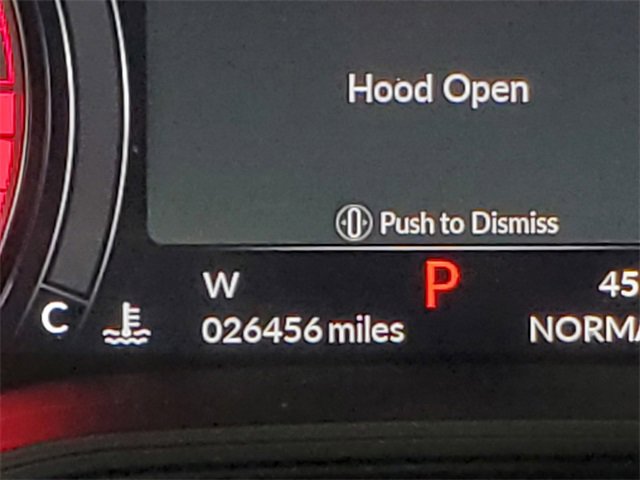 Hood Open
Push to Dismiss
W P 45
026456 miles NORMA
C